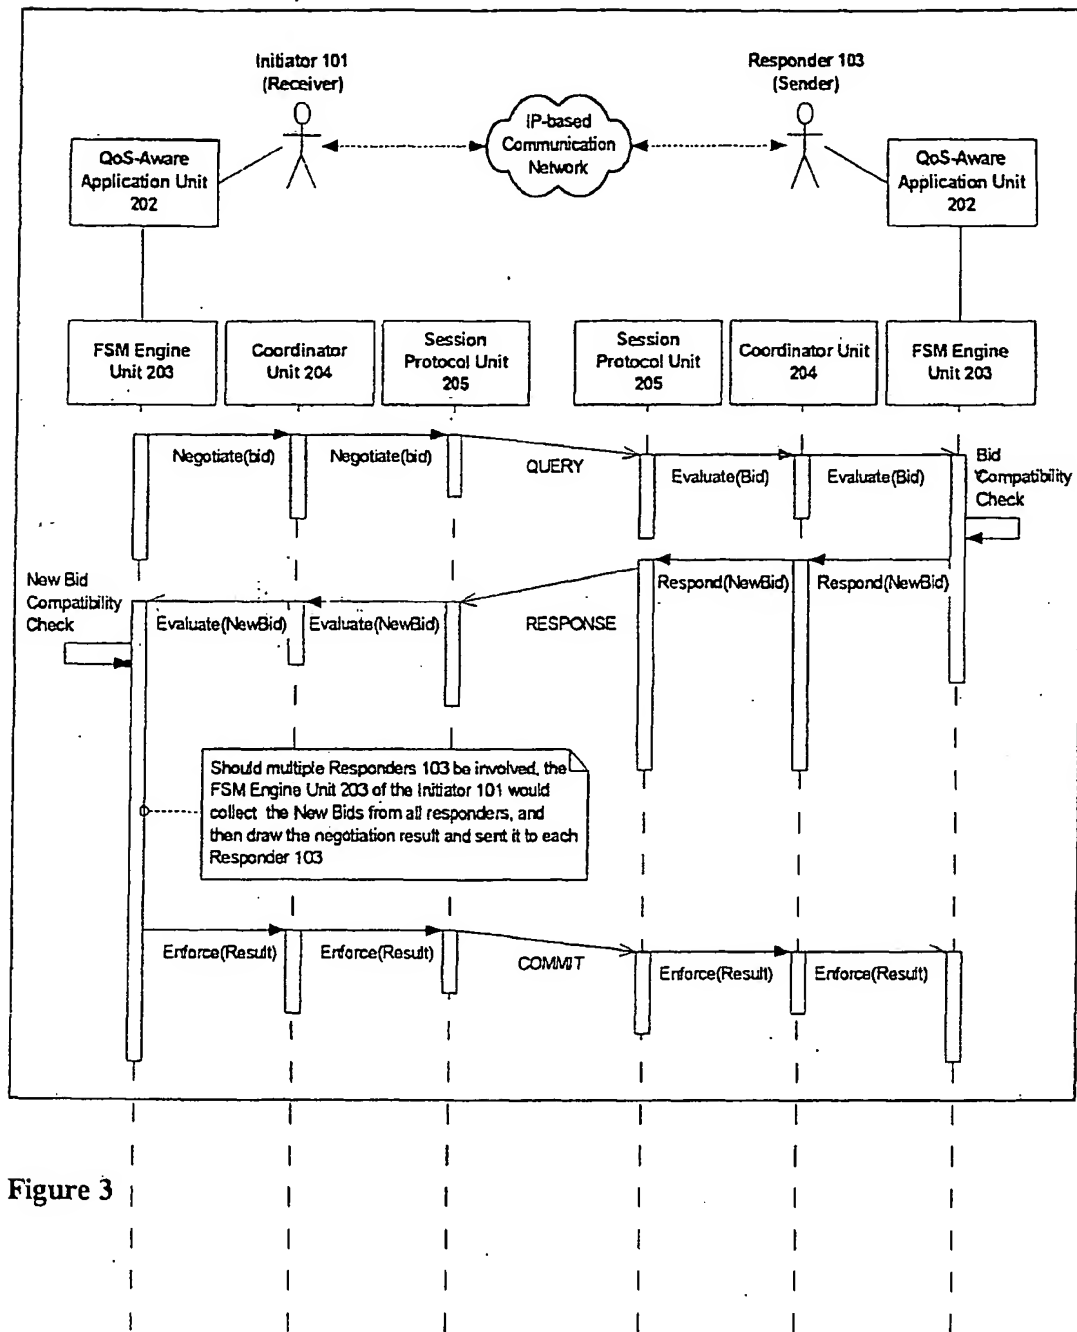 Initiator 101
(Receiver)
Responder 103
(Sender)
IP-based
Communication
Network
QoS-Aware
Application Unit
202
QoS-Aware
Application Unit
202
FSM Engine
Unit 203
Coordinator
Unit 204
Session
Protocol Unit
205
Session
Protocol Unit
205
Coordinator Unit
204
FSM Engine
Unit 203
Negotiate(bid)
Negotiate(bid)
QUERY
Evaluate(Bid)
Evaluate(Bid)
Bid
Compatibility
Check
Respond(NewBid)
Respond(NewBid)
New Bid
Compatibility
Check
Evaluate(NewBid)
Evaluate(NewBid)
RESPONSE
Should multiple Responders 103 be involved, the
FSM Engine Unit 203 of the Initiator 101 would
collect the New Bids from all responders, and
then draw the negotiation result and sent it to each
Responder 103
Enforce(Result)
Enforce(Result)
COMMIT
Enforce(Result)
Enforce(Result)
Figure 3